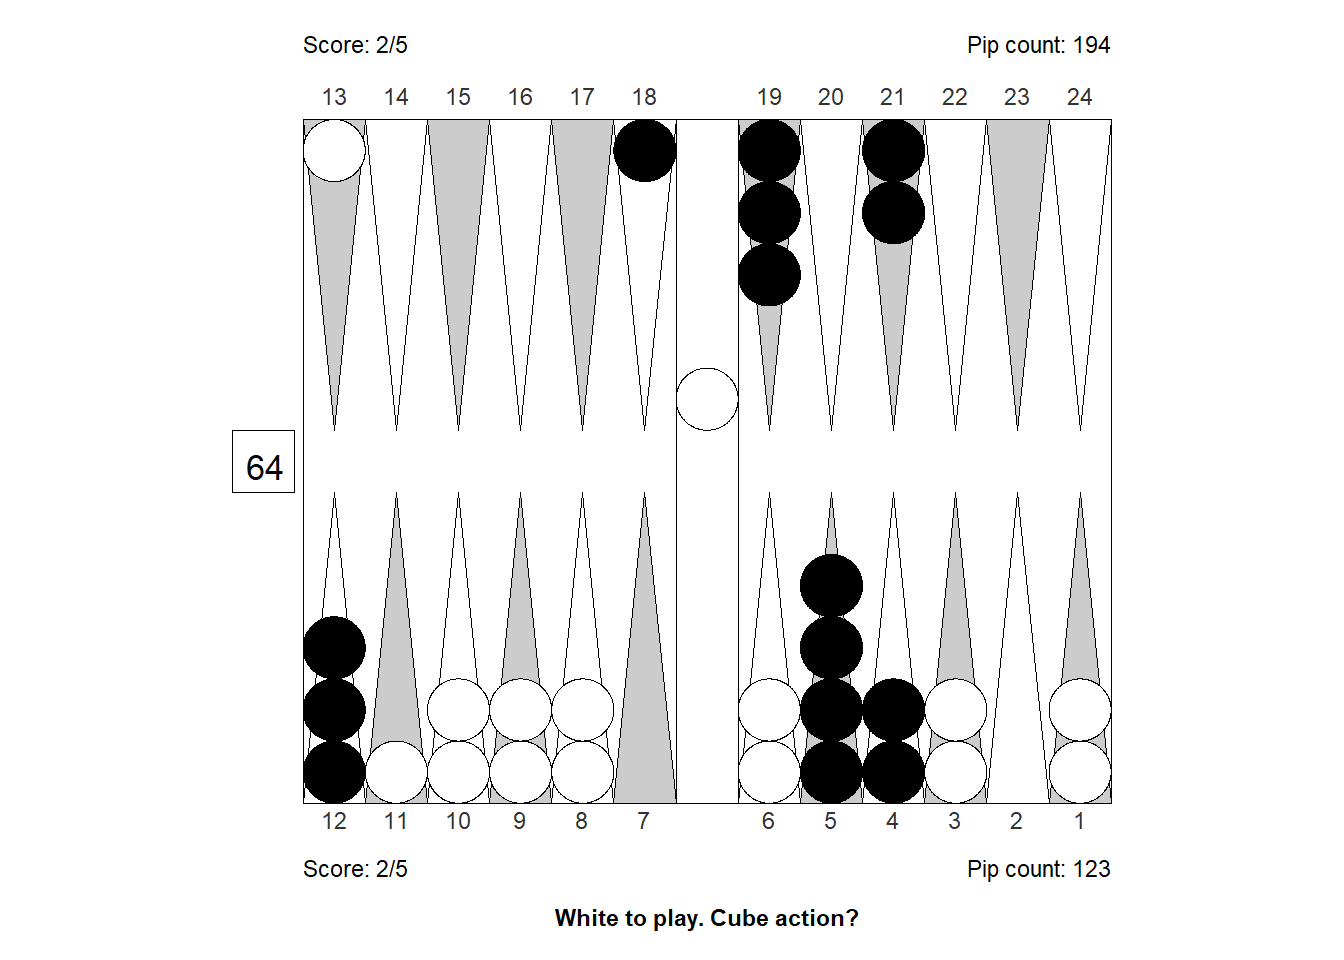 Score: 2/5 Pip count: 194
13 14 15 16 17 18 19 20 21 22 23 24
64
12 11 10 9 8 7 6 5 4 3 2 1
Score: 2/5 Pip count: 123
White to play. Cube action?